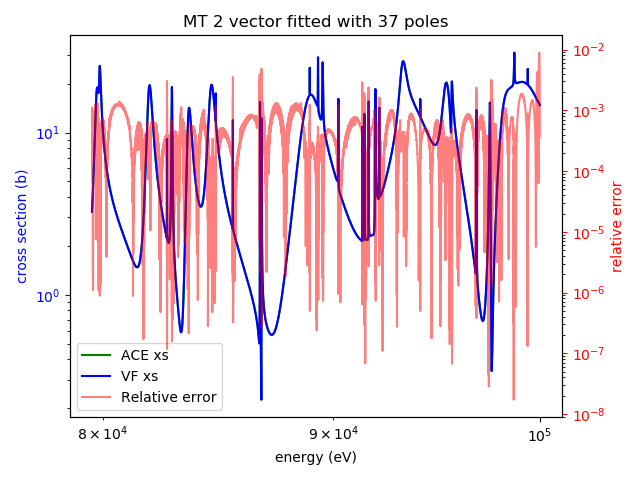 MT 2 vector fitted with 37 poles
cross section (b)
10¹
10⁰
10⁻²
10⁻³
10⁻⁴
10⁻⁵
10⁻⁶
10⁻⁷
10⁻⁸
relative error
ACE xs
VF xs
Relative error
8 × 10⁴ 9 × 10⁴ 10⁵
energy (eV)